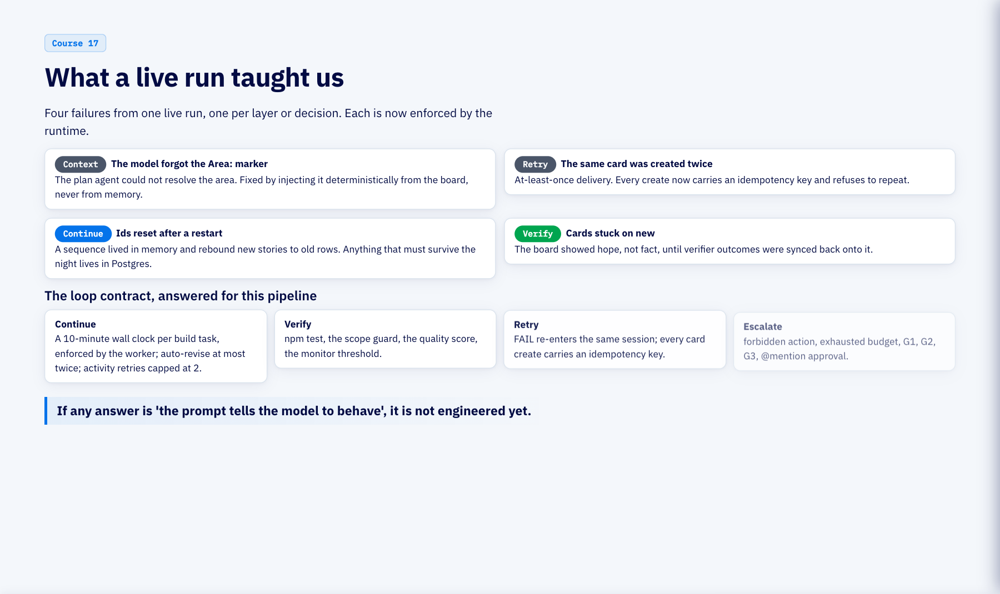 Course 17
What a live run taught us
Four failures from one live run, one per layer or decision. Each is now enforced by the
runtime.
Context The model forgot the Area: marker
The plan agent could not resolve the area. Fixed by injecting it deterministically from the board,
never from memory.
Retry The same card was created twice
At-least-once delivery. Every create now carries an idempotency key and refuses to repeat.
Continue Ids reset after a restart
A sequence lived in memory and rebound new stories to old rows. Anything that must survive the
night lives in Postgres.
Verify Cards stuck on new
The board showed hope, not fact, until verifier outcomes were synced back onto it.
The loop contract, answered for this pipeline
Continue
A 10-minute wall clock per build task,
enforced by the worker; auto-revise at most
twice; activity retries capped at 2.
Verify
npm test, the scope guard, the quality score,
the monitor threshold.
Retry
FAIL re-enters the same session; every card
create carries an idempotency key.
Escalate
forbidden action, exhausted budget, G1, G2,
G3, @mention approval.
If any answer is 'the prompt tells the model to behave', it is not engineered yet.